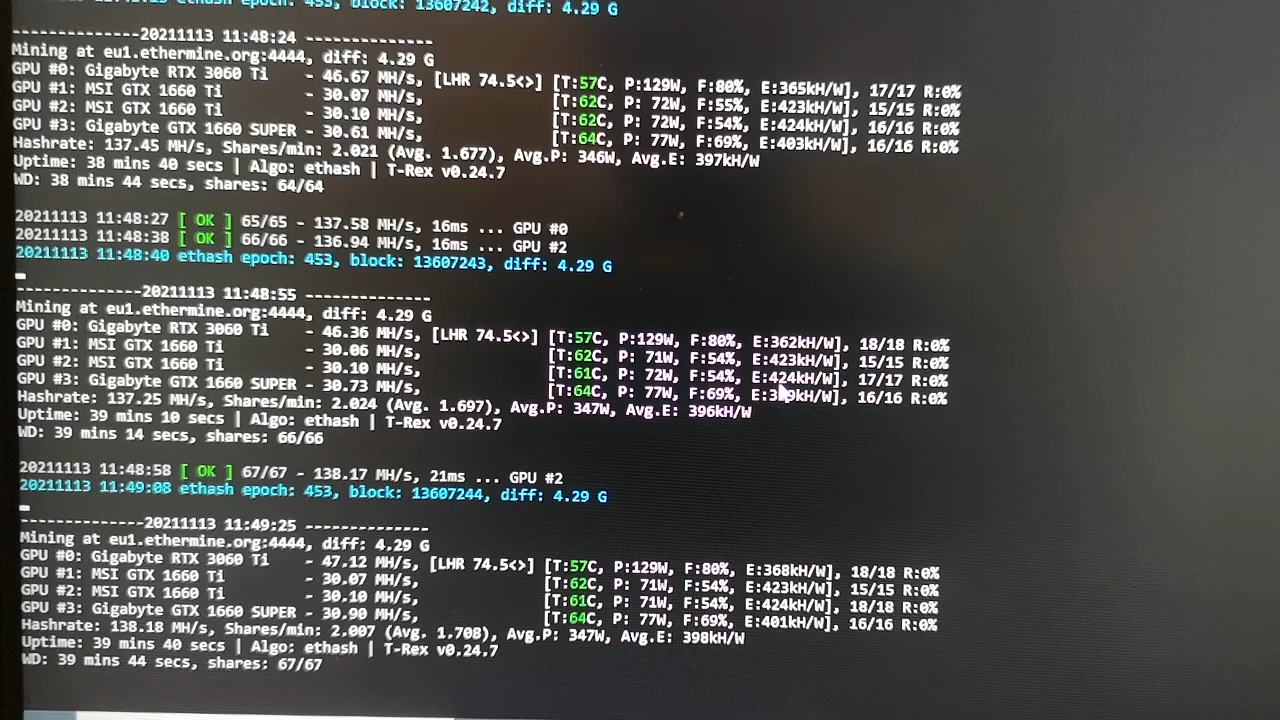 ethash epoch: 453, block: 13607242, diff: 4.29 G
--------------20211113 11:48:24 --------------
Mining at eu1.ethermine.org:4444, diff: 4.29 G
GPU #0: Gigabyte RTX 3060 Ti - 46.67 MH/s, [LHR 74.5<>] [T:57C, P:129W, F:80%, E:365kH/W], 17/17 R:0%
GPU #1: MSI GTX 1660 Ti - 30.07 MH/s, [T:62C, P: 72W, F:55%, E:423kH/W], 15/15 R:0%
GPU #2: MSI GTX 1660 Ti - 30.10 MH/s, [T:62C, P: 72W, F:54%, E:424kH/W], 16/16 R:0%
GPU #3: Gigabyte GTX 1660 SUPER - 30.61 MH/s, [T:64C, P: 77W, F:69%, E:403kH/W], 16/16 R:0%
Hashrate: 137.45 MH/s, Shares/min: 2.021 (Avg. 1.677), Avg.P: 346W, Avg.E: 397kH/W
Uptime: 38 mins 40 secs | Algo: ethash | T-Rex v0.24.7
WD: 38 mins 44 secs, shares: 64/64
20211113 11:48:27 [ OK ] 65/65 - 137.58 MH/s, 16ms ... GPU #0
20211113 11:48:38 [ OK ] 66/66 - 136.94 MH/s, 16ms ... GPU #2
20211113 11:48:40 ethash epoch: 453, block: 13607243, diff: 4.29 G
--------------20211113 11:48:55 --------------
Mining at eu1.ethermine.org:4444, diff: 4.29 G
GPU #0: Gigabyte RTX 3060 Ti - 46.36 MH/s, [LHR 74.5<>] [T:57C, P:129W, F:80%, E:362kH/W], 18/18 R:0%
GPU #1: MSI GTX 1660 Ti - 30.06 MH/s, [T:62C, P: 71W, F:54%, E:423kH/W], 15/15 R:0%
GPU #2: MSI GTX 1660 Ti - 30.10 MH/s, [T:61C, P: 72W, F:54%, E:424kH/W], 17/17 R:0%
GPU #3: Gigabyte GTX 1660 SUPER - 30.73 MH/s, [T:64C, P: 77W, F:69%, 16/16 R:0%
Hashrate: 137.25 MH/s, Shares/min: 2.024 (Avg. 1.697), Avg.P: 347W, Avg.E: 396kH/W
Uptime: 39 mins 10 secs | Algo: ethash | T-Rex v0.24.7
WD: 39 mins 14 secs, shares: 66/66
20211113 11:48:58 [ OK ] 67/67 - 138.17 MH/s, 21ms ... GPU #2
20211113 11:49:08 ethash epoch: 453, block: 13607244, diff: 4.29 G
--------------20211113 11:49:25 --------------
Mining at eu1.ethermine.org:4444, diff: 4.29 G
GPU #0: Gigabyte RTX 3060 Ti - 47.12 MH/s, [LHR 74.5<>] [T:57C, P:129W, F:80%, E:368kH/W], 18/18 R:0%
GPU #1: MSI GTX 1660 Ti - 30.07 MH/s, [T:62C, P: 71W, F:54%, E:423kH/W], 15/15 R:0%
GPU #2: MSI GTX 1660 Ti - 30.10 MH/s, [T:61C, P: 71W, F:54%, E:424kH/W], 18/18 R:0%
GPU #3: Gigabyte GTX 1660 SUPER - 30.90 MH/s, [T:64C, P: 77W, F:69%, E:401kH/W], 16/16 R:0%
Hashrate: 138.18 MH/s, Shares/min: 2.007 (Avg. 1.708), Avg.P: 347W, Avg.E: 398kH/W
Uptime: 39 mins 40 secs | Algo: ethash | T-Rex v0.24.7
WD: 39 mins 44 secs, shares: 67/67